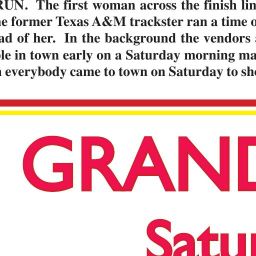 RUN. The first woman across the finish lin
e former Texas A&M trackster ran a time o
ad of her. In the background the vendors
le in town early on a Saturday morning ma
everybody came to town on Saturday to sh
GRAND
Satur